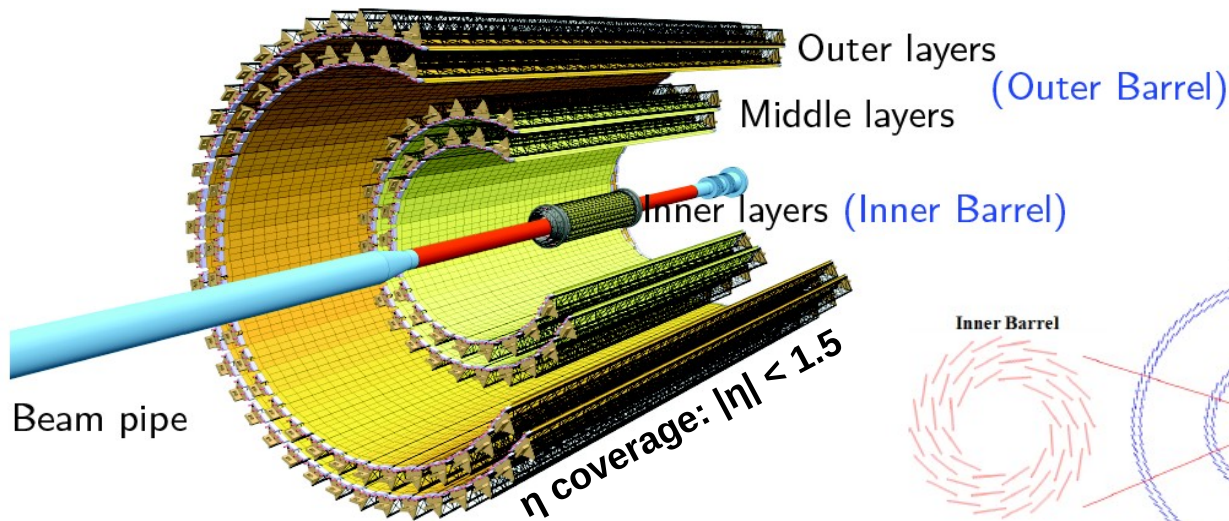 Outer layers
(Outer Barrel)
Middle layers
Inner layers (Inner Barrel)
Inner Barrel
η coverage: |η| < 1.5
Beam pipe